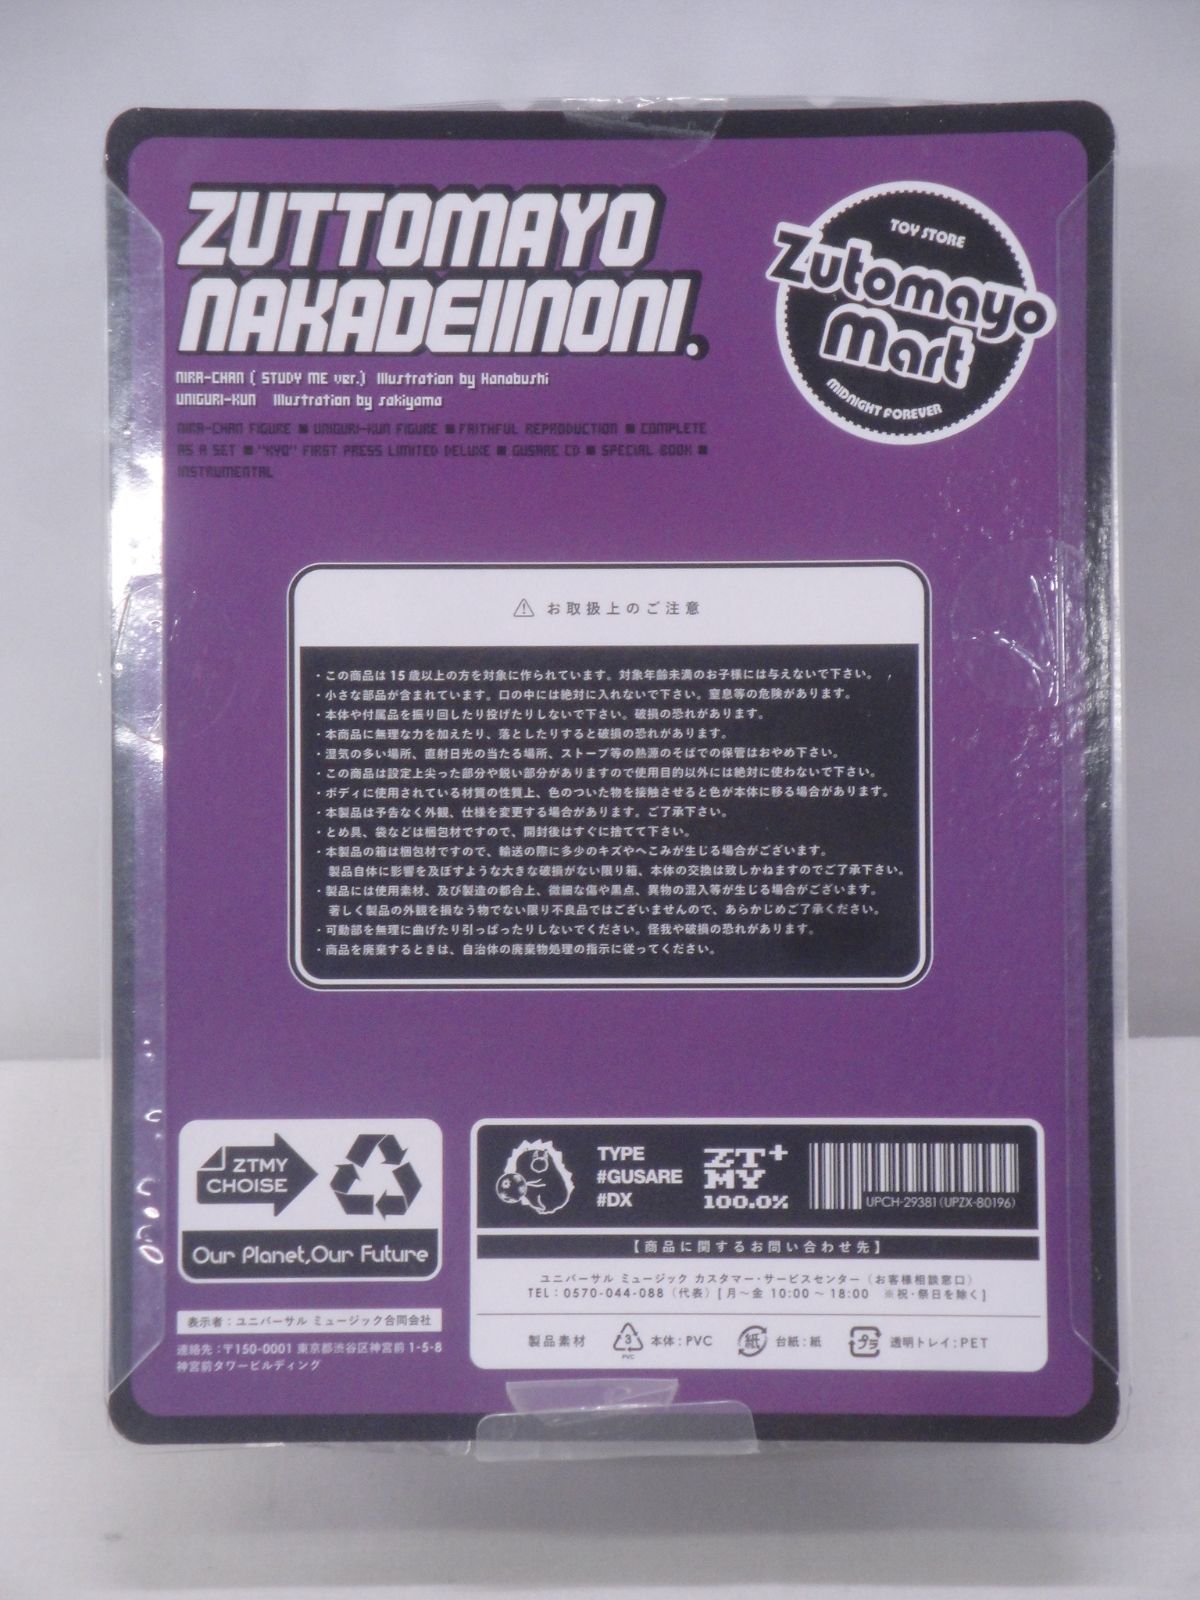 ZUTTOMAYO
NAKADEIINONI.
TOY STORE
Zutomayo
Mart
MIDNIGHT FOREVER
NIRA-CHAN ( STUDY ME ver.) Illustration by Hanabushi
UNIGURI-KUN Illustration by sakiyama
NIRA-CHAN FIGURE ■ UNIGURI-KUN FIGURE ■ FAITHFUL REPRODUCTION ■ COMPLETE
AS A SET ■ "KYO" FIRST PRESS LIMITED DELUXE ■ GUSARE CD ■ SPECIAL BOOK ■
INSTRUMENTAL
⚠ お取扱上のご注意
・この商品は15歳以上の方を対象に作られています。対象年齢未満のお子様には与えないで下さい。
・小さな部品が含まれています。口の中には絶対に入れないで下さい。窒息等の危険があります。
・本体や付属品を振り回したり投げたりしないで下さい。破損の恐れがあります。
・本商品に無理な力を加えたり、落としたりすると破損の恐れがあります。
・湿気の多い場所、直射日光の当たる場所、ストーブ等の熱源のそばでの保管はおやめ下さい。
・この商品は設定上尖った部分や鋭い部分がありますので使用目的以外には絶対に使わないで下さい。
・ボディに使用されている材質の性質上、色のついた物を接触させると色が本体に移る場合があります。
・本製品は予告なく外観、仕様を変更する場合があります。ご了承下さい。
・とめ具、袋などは梱包材ですので、開封後はすぐに捨てて下さい。
・本製品の箱は梱包材ですので、輸送の際に多少のキズやへこみが生じる場合がございます。
製品自体に影響を及ぼすような大きな破損がない限り箱、本体の交換は致しかねますのでご了承下さい。
・製品には使用素材、及び製造の都合上、微細な傷や黒点、異物の混入等が生じる場合がございます。
著しく製品の外観を損なう物でない限り不良品ではございませんので、あらかじめご了承ください。
・可動部を無理に曲げたり引っぱったりしないでください。怪我や破損の恐れがあります。
・商品を廃棄するときは、自治体の廃棄物処理の指示に従ってください。
ZTMY
CHOISE
Our Planet,Our Future
表示者：ユニバーサル ミュージック合同会社
連絡先：〒150-0001 東京都渋谷区神宮前1-5-8
神宮前タワービルディング
TYPE
#GUSARE
#DX
ZT+
MY
100.0%
UPCH-29381(UPZX-80196)
【商品に関するお問い合わせ先】
ユニバーサル ミュージック カスタマー・サービスセンター（お客様相談窓口）
TEL：0570-044-088（代表）[月〜金 10:00〜18:00 ※祝・祭日を除く]
製品素材 3 PVC 本体：PVC 紙 台紙：紙 プラ 透明トレイ：PET